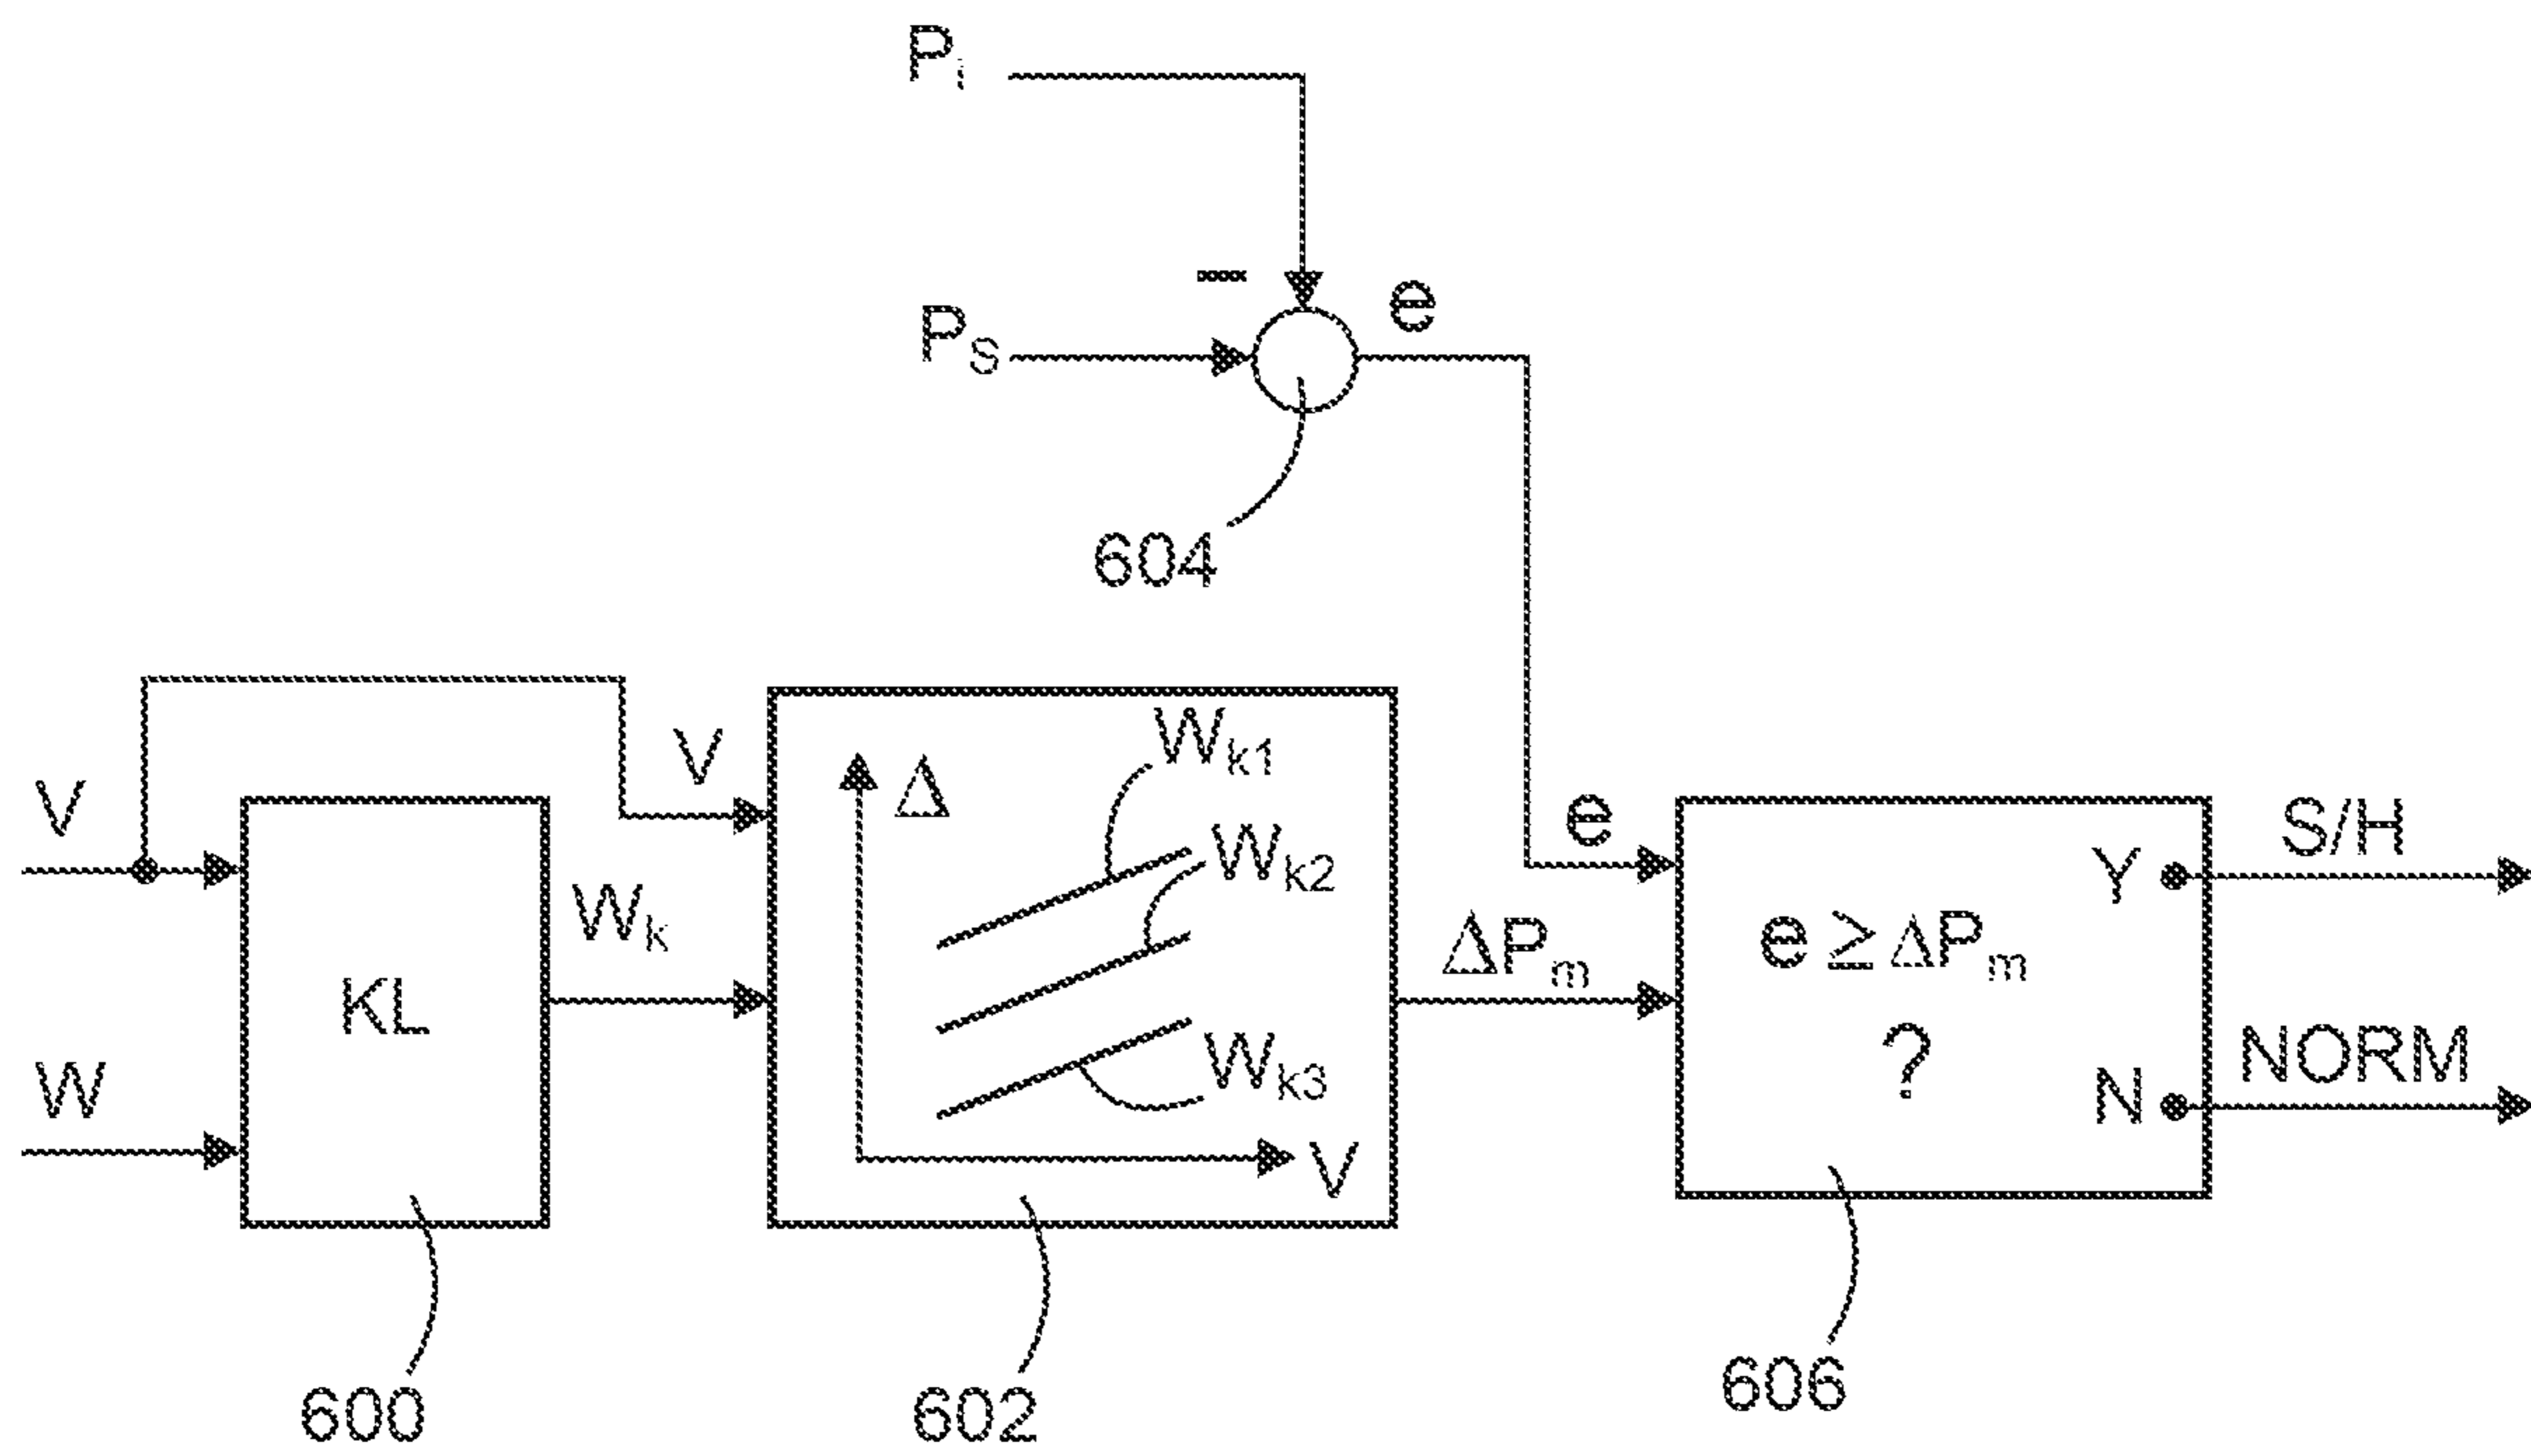 Pi
−
e
PS
604
V
Wk1
Δ
V
Wk2
e
S/H
Y
Wk
ΔPm
e ≥ ΔPm
KL
W
Wk3
?
N
NORM
V
600
602
606